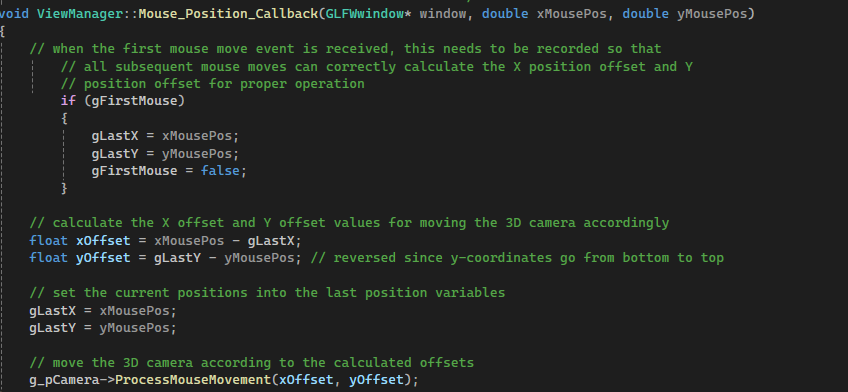 void ViewManager::Mouse_Position_Callback(GLFWwindow* window, double xMousePos, double yMousePos)
{
// when the first mouse move event is received, this needs to be recorded so that
// all subsequent mouse moves can correctly calculate the X position offset and Y
// position offset for proper operation
if (gFirstMouse)
{
gLastX = xMousePos;
gLastY = yMousePos;
gFirstMouse = false;
}
// calculate the X offset and Y offset values for moving the 3D camera accordingly
float xOffset = xMousePos - gLastX;
float yOffset = gLastY - yMousePos; // reversed since y-coordinates go from bottom to top
// set the current positions into the last position variables
gLastX = xMousePos;
gLastY = yMousePos;
// move the 3D camera according to the calculated offsets
g_pCamera->ProcessMouseMovement(xOffset, yOffset);